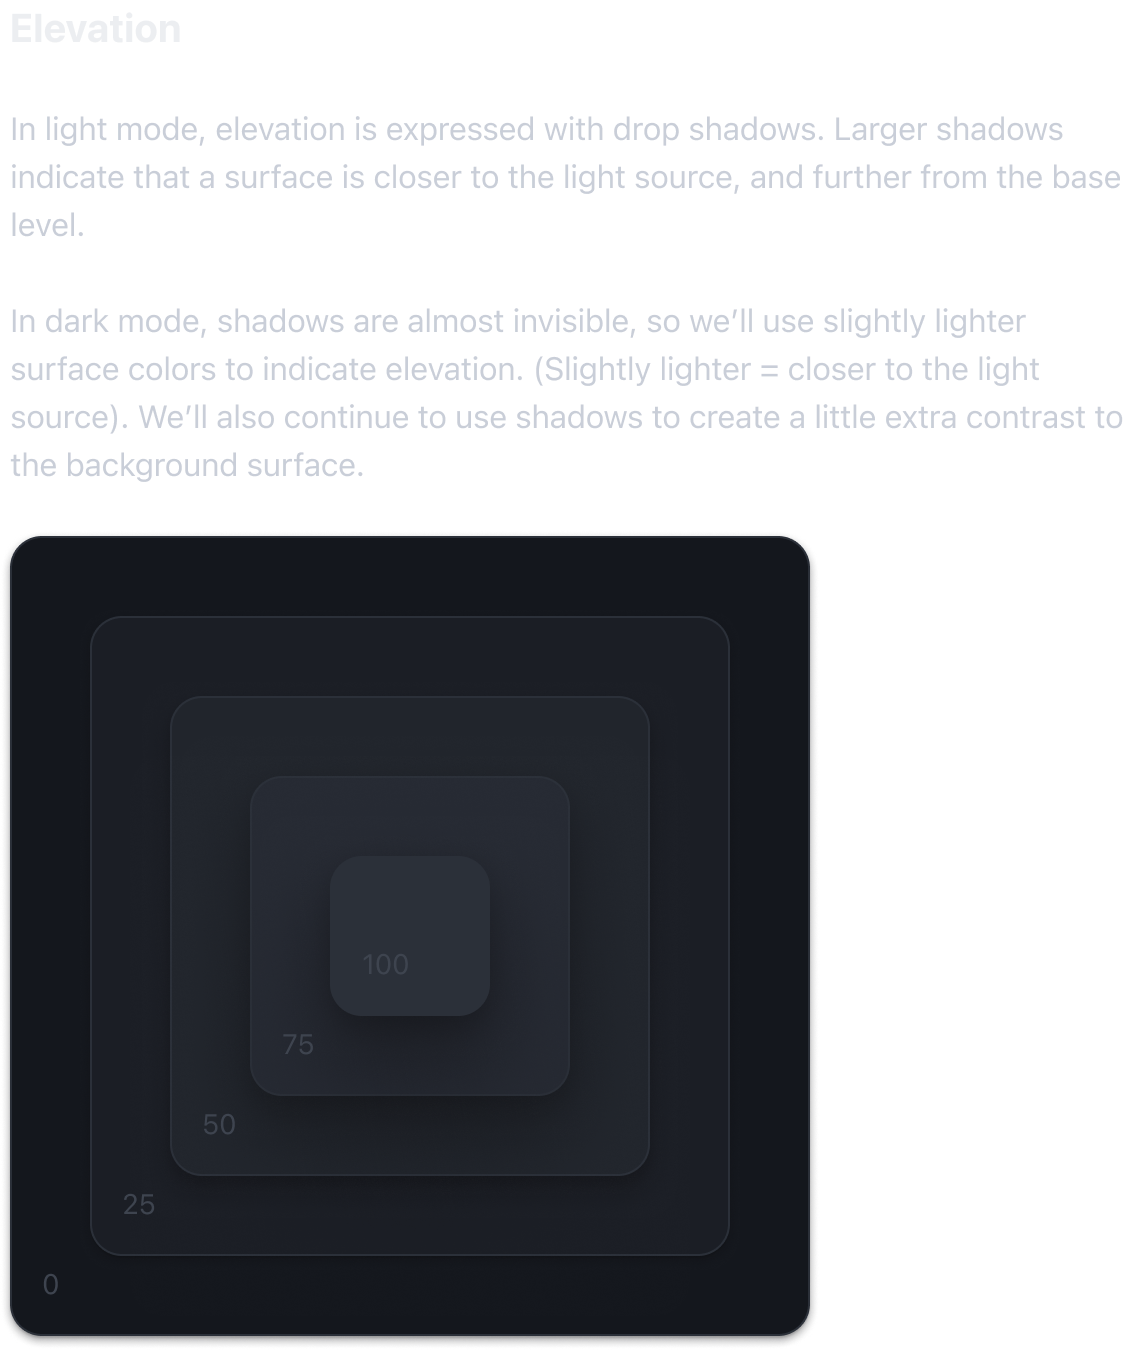 Elevation
In light mode, elevation is expressed with drop shadows. Larger shadows
indicate that a surface is closer to the light source, and further from the base
level.
In dark mode, shadows are almost invisible, so we’ll use slightly lighter
surface colors to indicate elevation. (Slightly lighter = closer to the light
source). We’ll also continue to use shadows to create a little extra contrast to
the background surface.
100
75
50
25
0